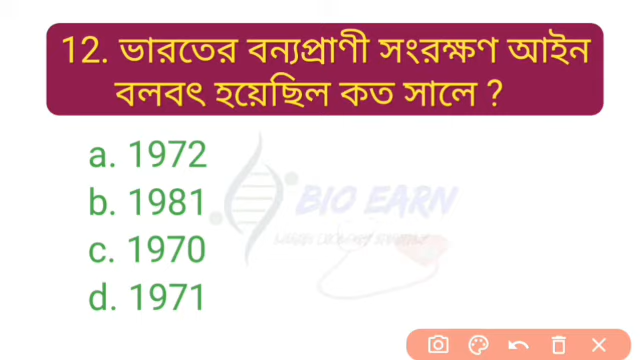 12. ভারতের বন্যপ্রাণী সংরক্ষণ আইন
বলবৎ হয়েছিল কত সালে ?
a. 1972
b. 1981
c. 1970
d. 1971
BIO EARN